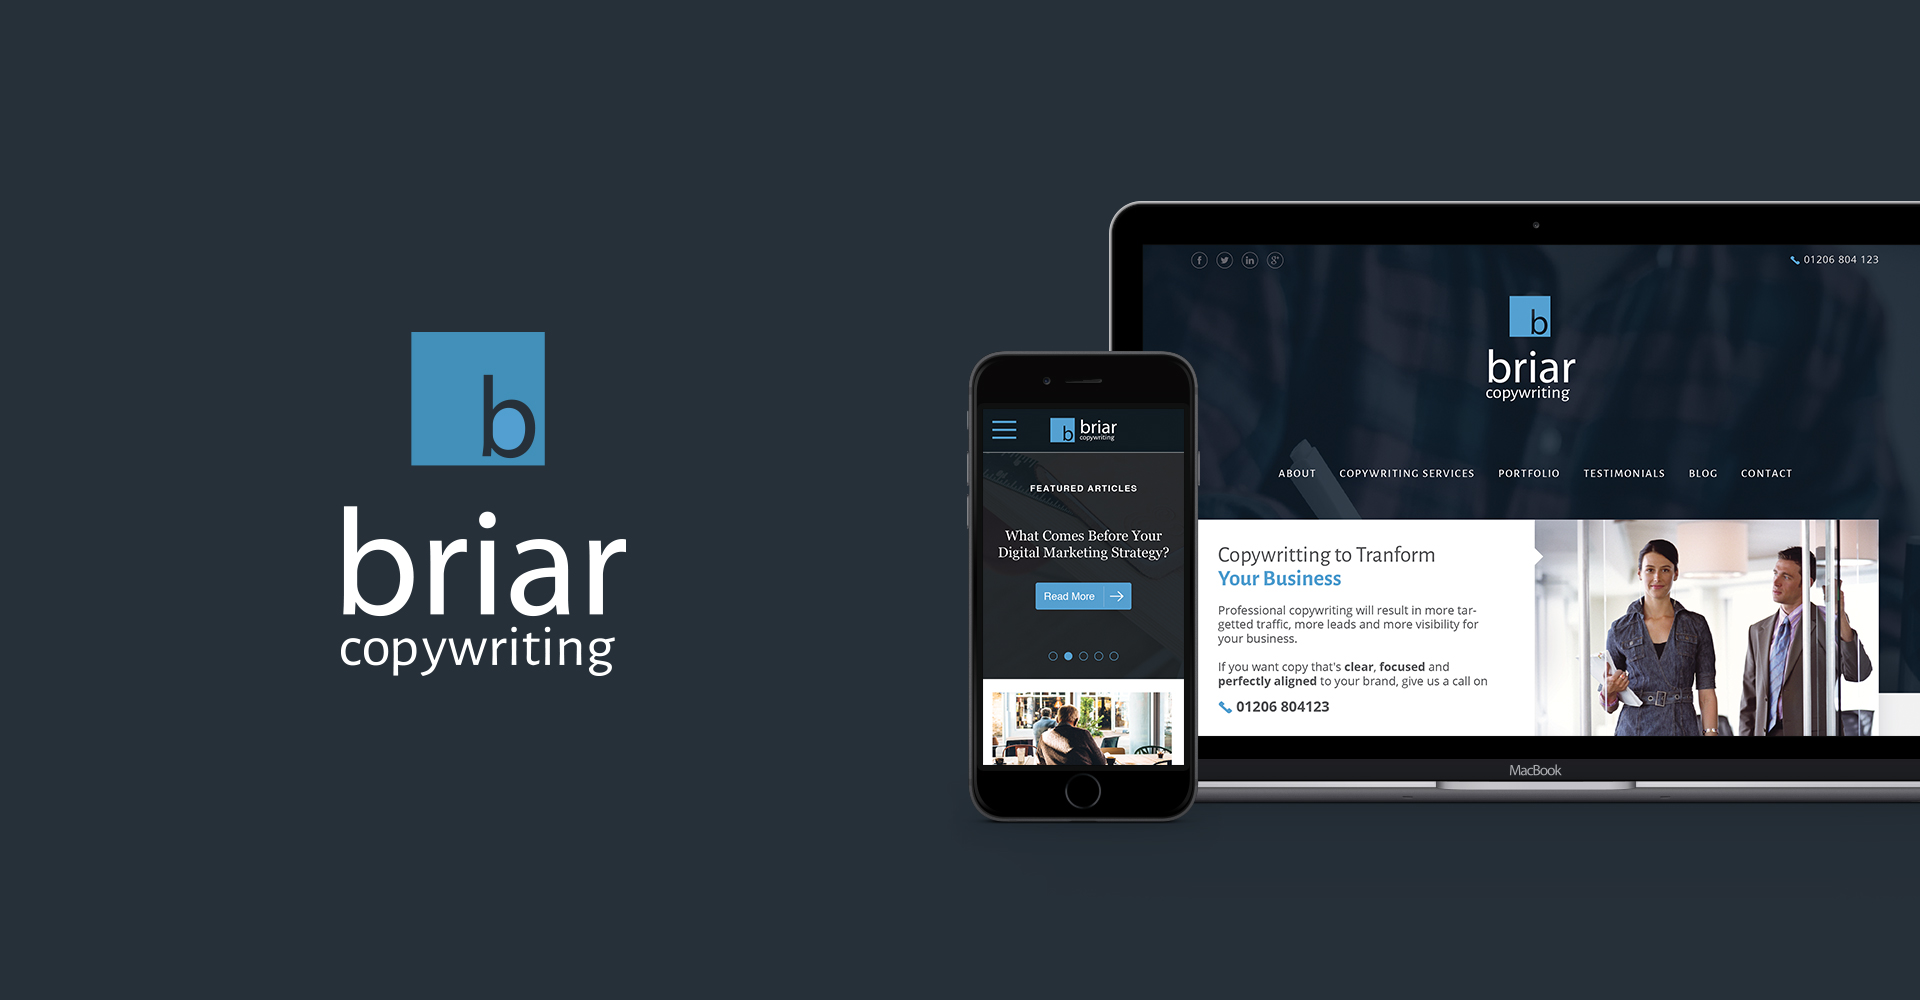 b
briar
copywriting
briar
copywriting
FEATURED ARTICLES
What Comes Before Your
Digital Marketing Strategy?
Read More
01206 804 123
b
briar
copywriting
ABOUT COPYWRITING SERVICES PORTFOLIO TESTIMONIALS BLOG CONTACT
Copywritting to Tranform
Your Business
Professional copywriting will result in more tar-
getted traffic, more leads and more visibility for
your business.
If you want copy that's clear, focused and
perfectly aligned to your brand, give us a call on
01206 804123
MacBook